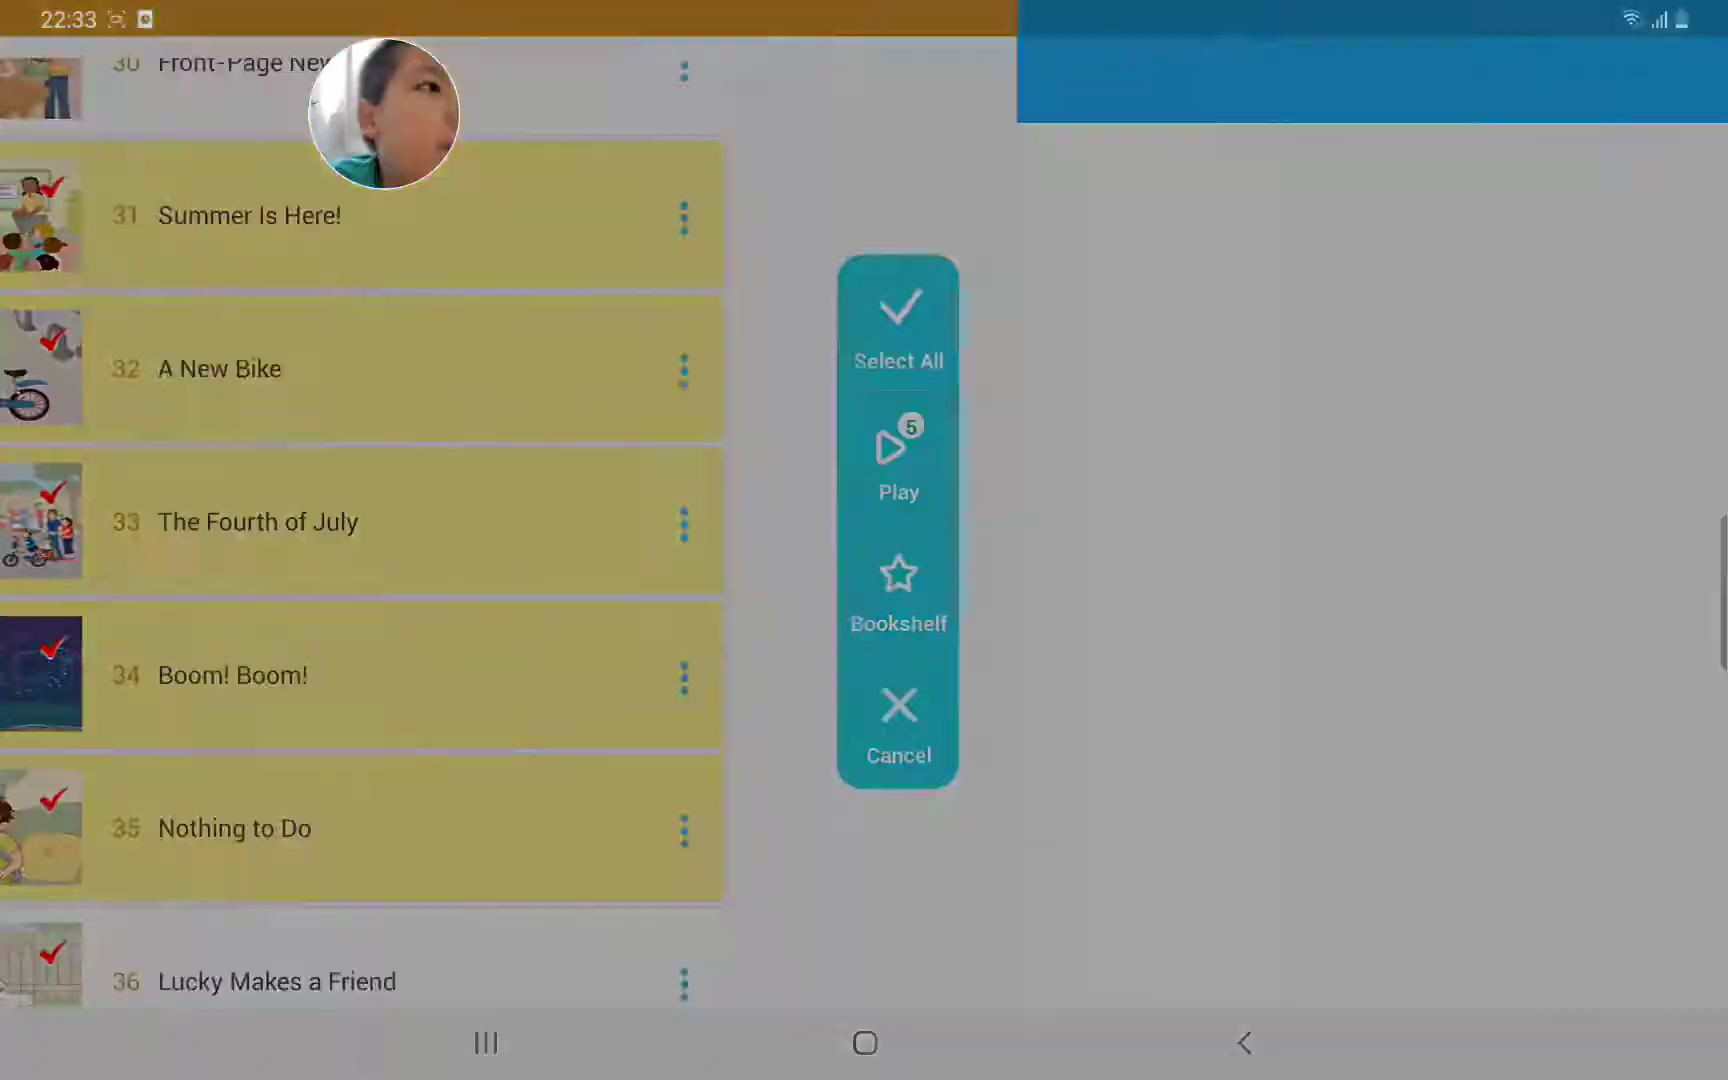 22:33
30 Front-Page New
31 Summer Is Here!
32 A New Bike
33 The Fourth of July
34 Boom! Boom!
35 Nothing to Do
36 Lucky Makes a Friend
Select All
5
Play
Bookshelf
Cancel